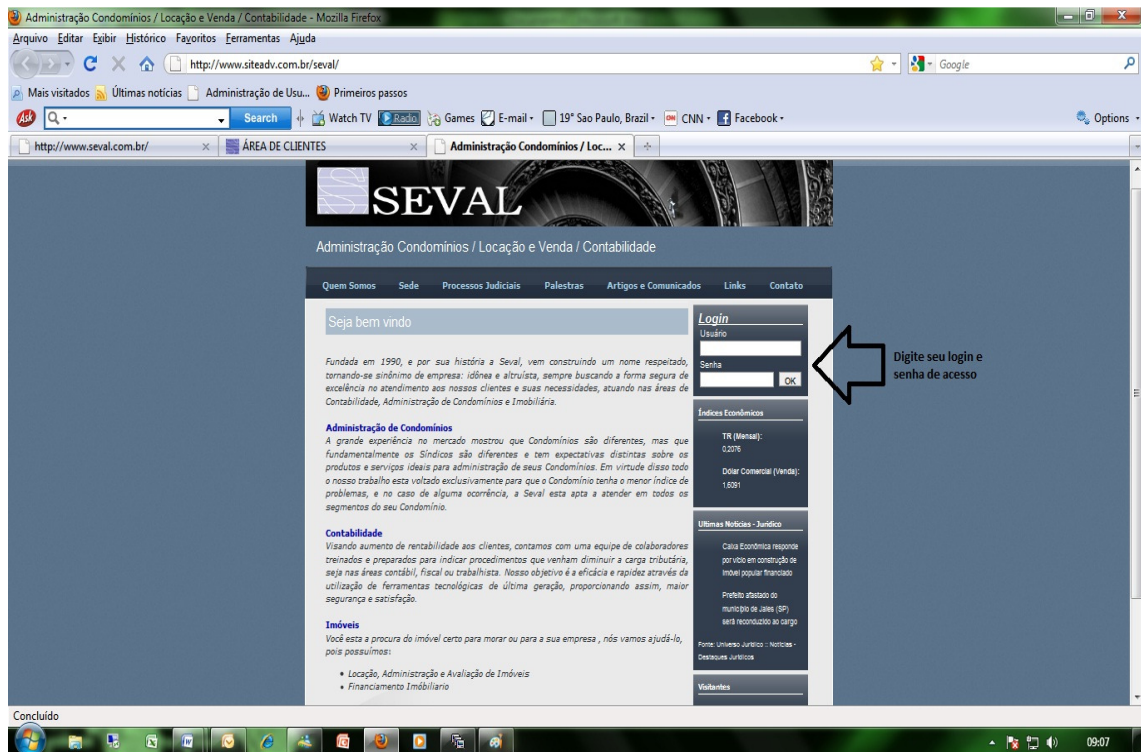 Administração Condomínios / Locação e Venda / Contabilidade - Mozilla Firefox
Arquivo Editar Exibir Histórico Favoritos Ferramentas Ajuda
http://www.siteadv.com.br/seval/
Google
Mais visitados Últimas notícias Administração de Usu... Primeiros passos
Ask Q Search Watch TV Radio Games E-mail 19° Sao Paulo, Brazil CNN Facebook Options
http://www.seval.com.br/ ÁREA DE CLIENTES Administração Condomínios / Loc...
SEVAL
Administração Condomínios / Locação e Venda / Contabilidade
Quem Somos Sede Processos Judiciais Palestras Artigos e Comunicados Links Contato
Seja bem vindo
Fundada em 1990, e por sua história a Seval, vem construindo um nome respeitado,
tornando-se sinônimo de empresa: idônea e altruísta, sempre buscando a forma segura de
excelência no atendimento aos nossos clientes e suas necessidades, atuando nas áreas de
Contabilidade, Administração de Condomínios e Imobiliária.
Administração de Condomínios
A grande experiência no mercado mostrou que Condomínios são diferentes, mas que
fundamentalmente os Síndicos são diferentes e tem expectativas distintas sobre os
produtos e serviços ideais para administração de seus Condomínios. Em virtude disso todo
o nosso trabalho esta voltado exclusivamente para que o Condomínio tenha o menor índice de
problemas, e no caso de alguma ocorrência, a Seval esta apta a atender em todos os
segmentos do seu Condomínio.
Contabilidade
Visando aumento de rentabilidade aos clientes, contamos com uma equipe de colaboradores
treinados e preparados para indicar procedimentos que venham diminuir a carga tributária,
seja nas áreas contábil, fiscal ou trabalhista. Nosso objetivo é a eficácia e rapidez através da
utilização de ferramentas tecnológicas de última geração, proporcionando assim, maior
segurança e satisfação.
Imóveis
Você esta a procura do imóvel certo para morar ou para a sua empresa , nós vamos ajudá-lo,
pois possuímos:
• Locação, Administração e Avaliação de Imóveis
• Financiamento Imóbiliario
Login
Usuário
Senha
OK
Digite seu login e
senha de acesso
Índices Econômicos
TR (Mensal):
0,2076
Dólar Comercial (Venda):
1,6091
Ultimas Noticias - Jurídico
Caixa Econômica responde
por vício em construção de
imóvel popular financiado
Prefeito afastado do
município de Jales (SP)
será reconduzido ao cargo
Fonte: Universo Jurídico :: Notícias -
Destaques Jurídicos
Visitantes
Concluído
09:07